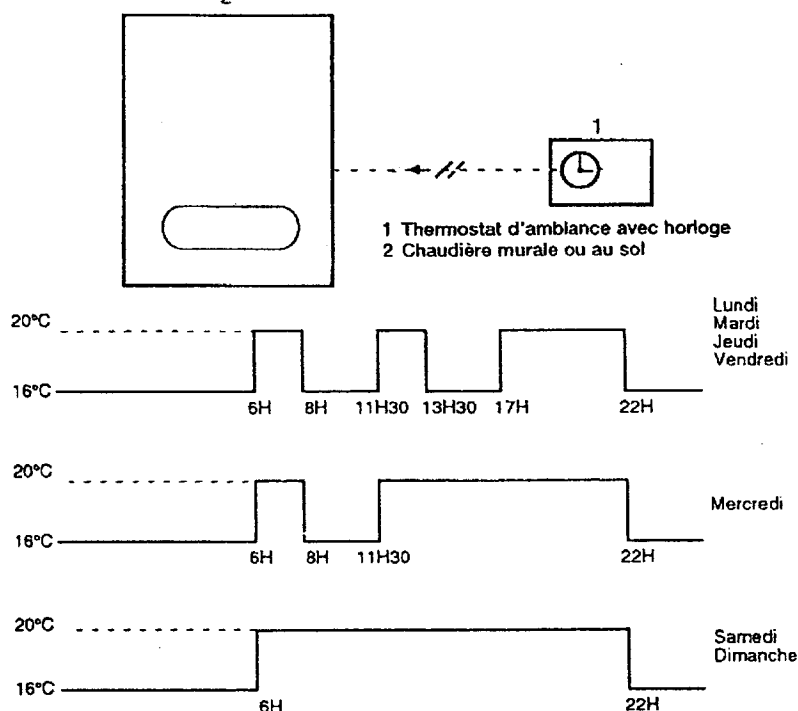 2
1
1 Thermostat d'ambiance avec horloge
2 Chaudière murale ou au sol
20°C
16°C
6H 8H 11H30 13H30 17H 22H
Lundi
Mardi
Jeudi
Vendredi
20°C
16°C
6H 8H 11H30 22H
Mercredi
20°C
16°C
6H 22H
Samedi
Dimanche